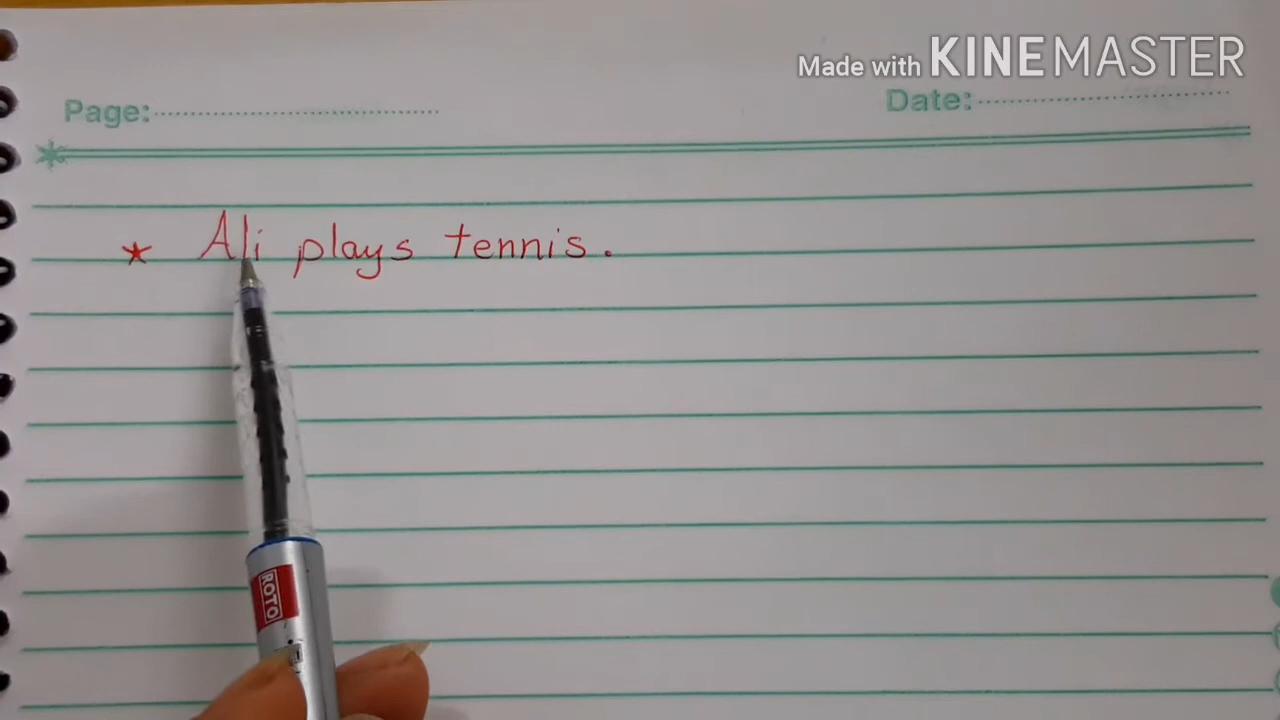 Made with KINEMASTER
Page: Date:
* Ali plays tennis.
ROTO